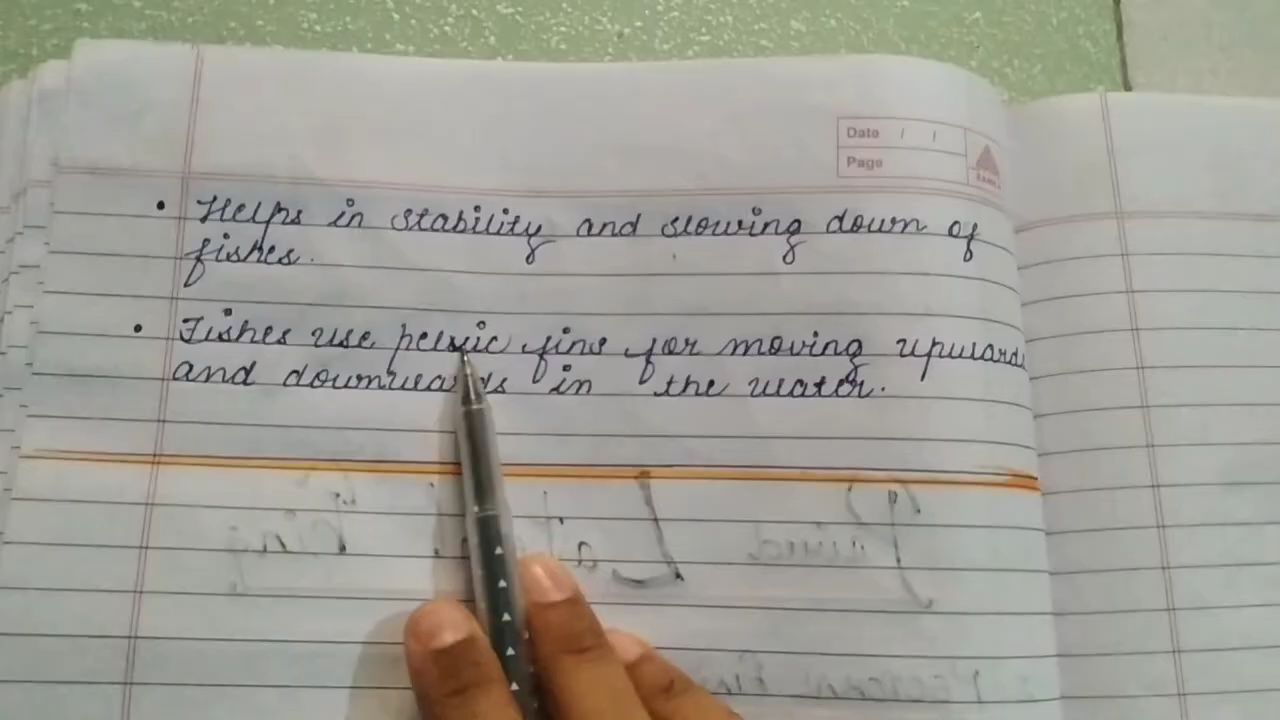 Date / /
Page
• Helps in stability and slowing down of
fishes.
• Fishes use pelvic fins for moving upwards
and downwards in the water.